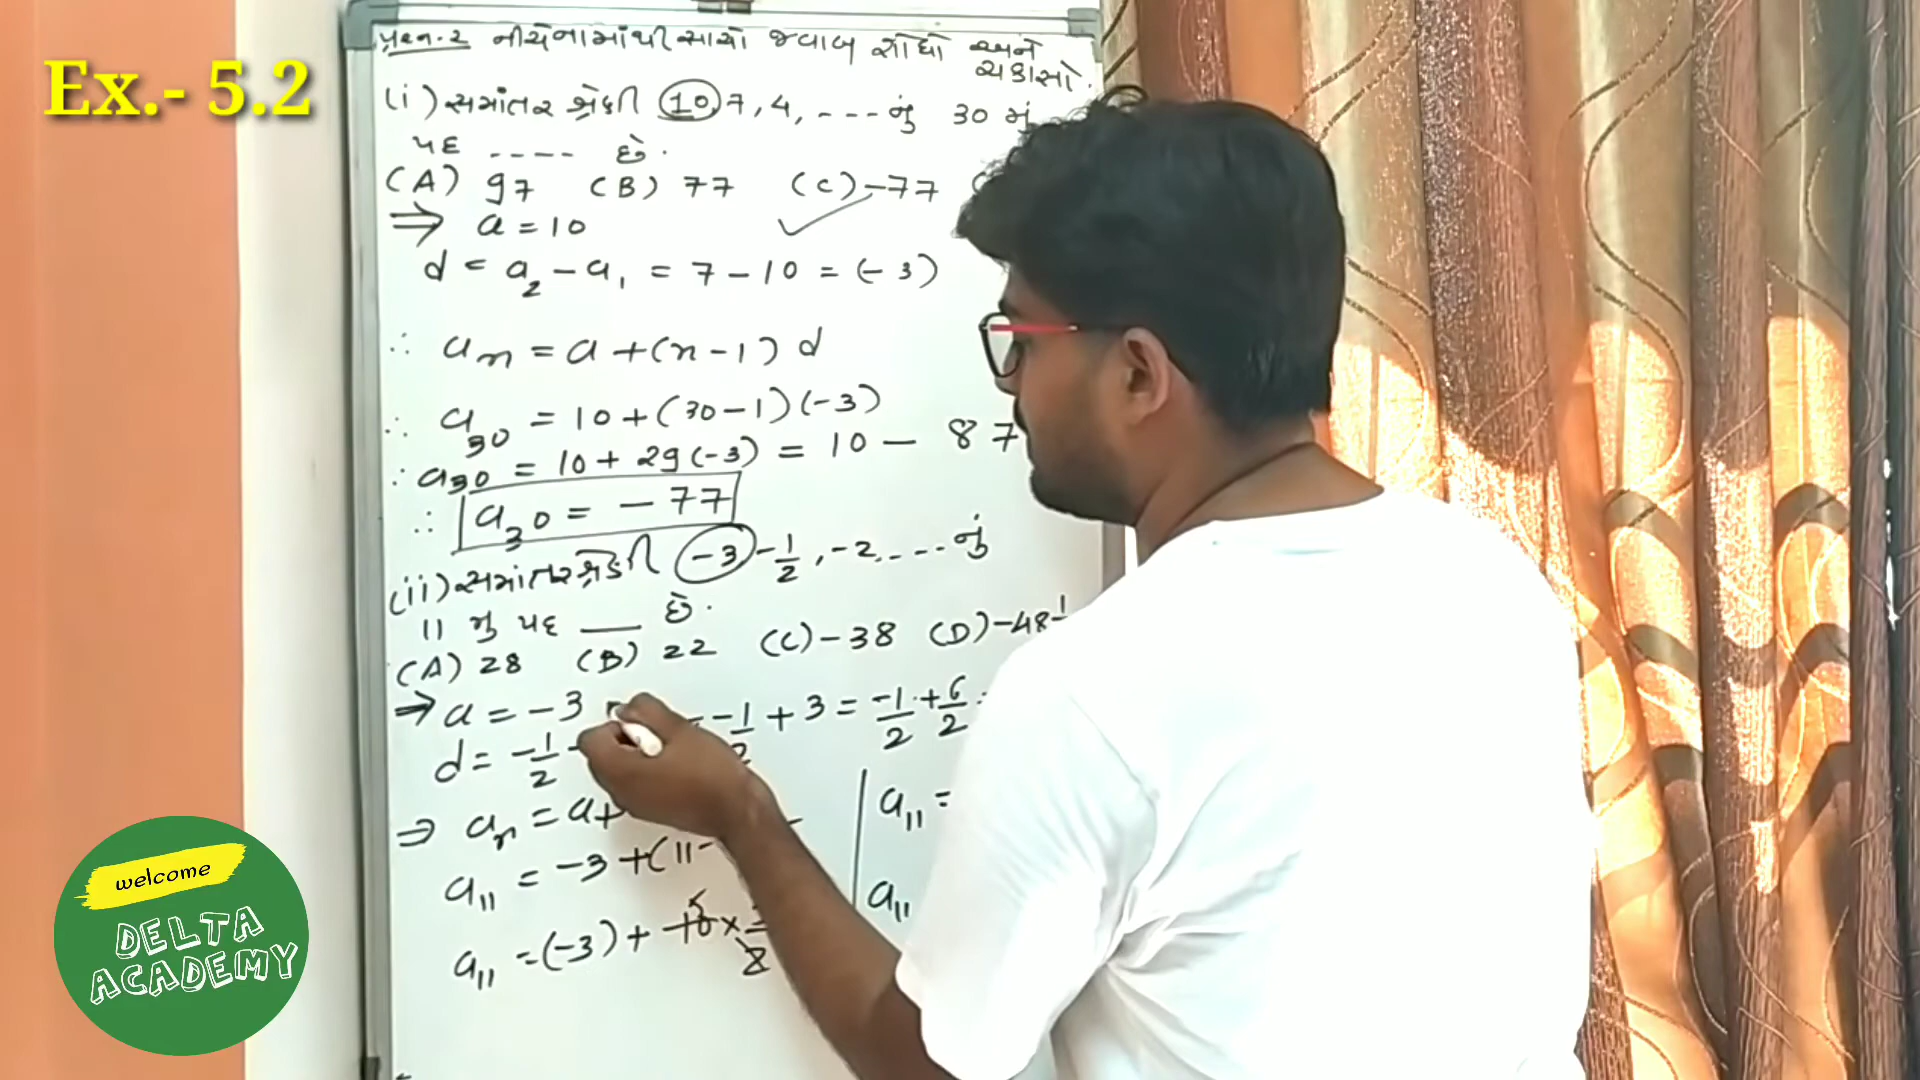 Ex.- 5.2
પ્રશ્ન-2 નીચેનામાંથી સાચો જવાબ શોધો અને
ચકાસો.
(i) સમાંતર શ્રેઢી 10, 7, 4, ---- નું 30 મું
પદ ---- છે.
(A) 97 (B) 77 (C) -77
⇒ a = 10
d = a₂ - a₁ = 7 - 10 = (-3)
∴ aₙ = a + (n-1) d
∴ a₃₀ = 10 + (30-1)(-3)
∴ a₃₀ = 10 + 29(-3) = 10 - 87
∴ a₃₀ = -77
(ii) સમાંતર શ્રેઢી -3, -1/2, -2, ---- નું
11 મું પદ ___ છે.
(A) 28 (B) 22 (C) -38 (D) -48 1
⇒ a = -3
d = -1/2 - = -1/2 + 3 = -1/2 + 6/2
⇒ aₙ = a +
a₁₁ =
a₁₁ = -3 + (11-
a₁₁
a₁₁ = (-3) + 10 ×
welcome
DELTA
ACADEMY